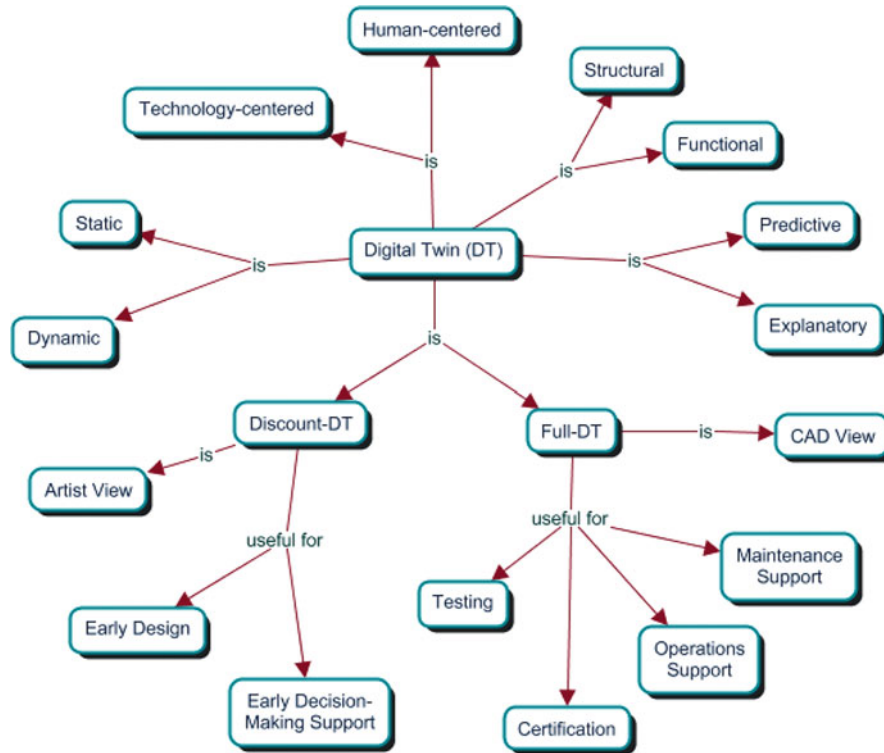 Human-centered
Structural
Technology-centered
Functional
is
is
Static
Predictive
Digital Twin (DT)
is
is
Dynamic
Explanatory
is
Discount-DT
Full-DT
is
CAD View
is
Artist View
useful for
useful for
Maintenance
Support
Testing
Early Design
Operations
Support
Early Decision-
Making Support
Certification